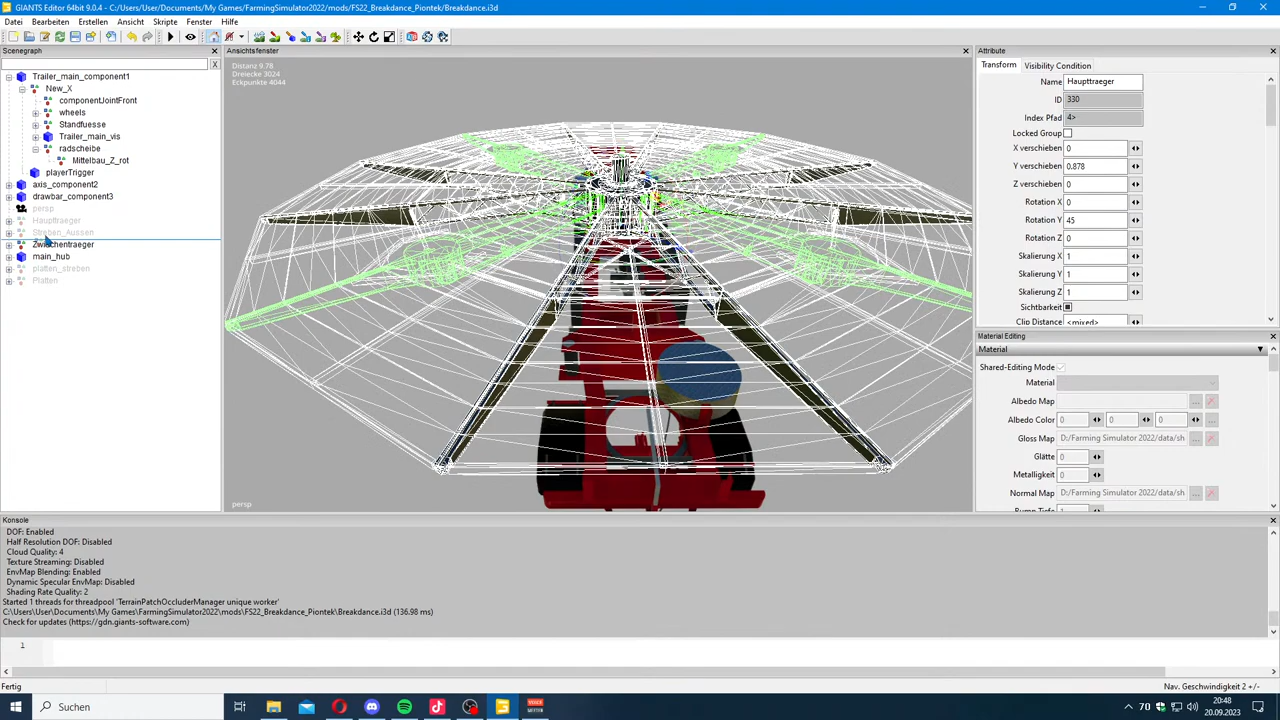 GIANTS Editor 64bit 9.0.4 - C:\Users\User\Documents\My Games\FarmingSimulator2022\mods\FS22_Breakdance_Piontek\Breakdance.i3d
Datei Bearbeiten Erstellen Ansicht Skripte Fenster Hilfe
Scenegraph
X
Trailer_main_component1
New_X
componentJointFront
wheels
Standfuesse
Trailer_main_vis
radscheibe
Mittelbau_Z_rot
playerTrigger
axis_component2
drawbar_component3
persp
Haupttraeger
Streben_Aussen
Zwischentraeger
main_hub
platten_streben
Platten
Ansichtsfenster
Distanz 9.78
Dreiecke 3024
Eckpunkte 4044
persp
Attribute
Transform Visibility Condition
Name Haupttraeger
ID 330
Index Pfad 4>
Locked Group
X verschieben 0
Y verschieben 0.878
Z verschieben 0
Rotation X 0
Rotation Y 45
Rotation Z 0
Skalierung X 1
Skalierung Y 1
Skalierung Z 1
Sichtbarkeit
Clip Distance <mixed>
Material Editing
Material
Shared-Editing Mode
Material
Albedo Map ...
Albedo Color 0 0 0 ...
Gloss Map D:/Farming Simulator 2022/data/sh ...
Glätte 0
Metalligkeit 0
Normal Map D:/Farming Simulator 2022/data/sh ...
Bump Tiefe
Konsole
DOF: Enabled
Half Resolution DOF: Disabled
Cloud Quality: 4
Texture Streaming: Disabled
EnvMap Blending: Enabled
Dynamic Specular EnvMap: Disabled
Shading Rate Quality: 2
Started 1 threads for threadpool 'TerrainPatchOccluderManager unique worker'
C:\Users\User\Documents\My Games\FarmingSimulator2022\mods\FS22_Breakdance_Piontek\Breakdance.i3d (136.98 ms)
Check for updates (https://gdn.giants-software.com)
1
Fertig
Nav. Geschwindigkeit 2 +/-
Suchen
70
20:48
20.09.2023